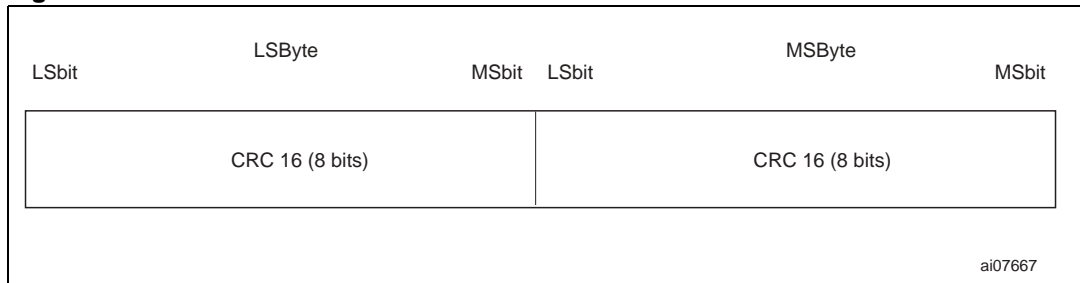 LSByte MSByte
LSbit MSbit LSbit MSbit
CRC 16 (8 bits) CRC 16 (8 bits)
ai07667